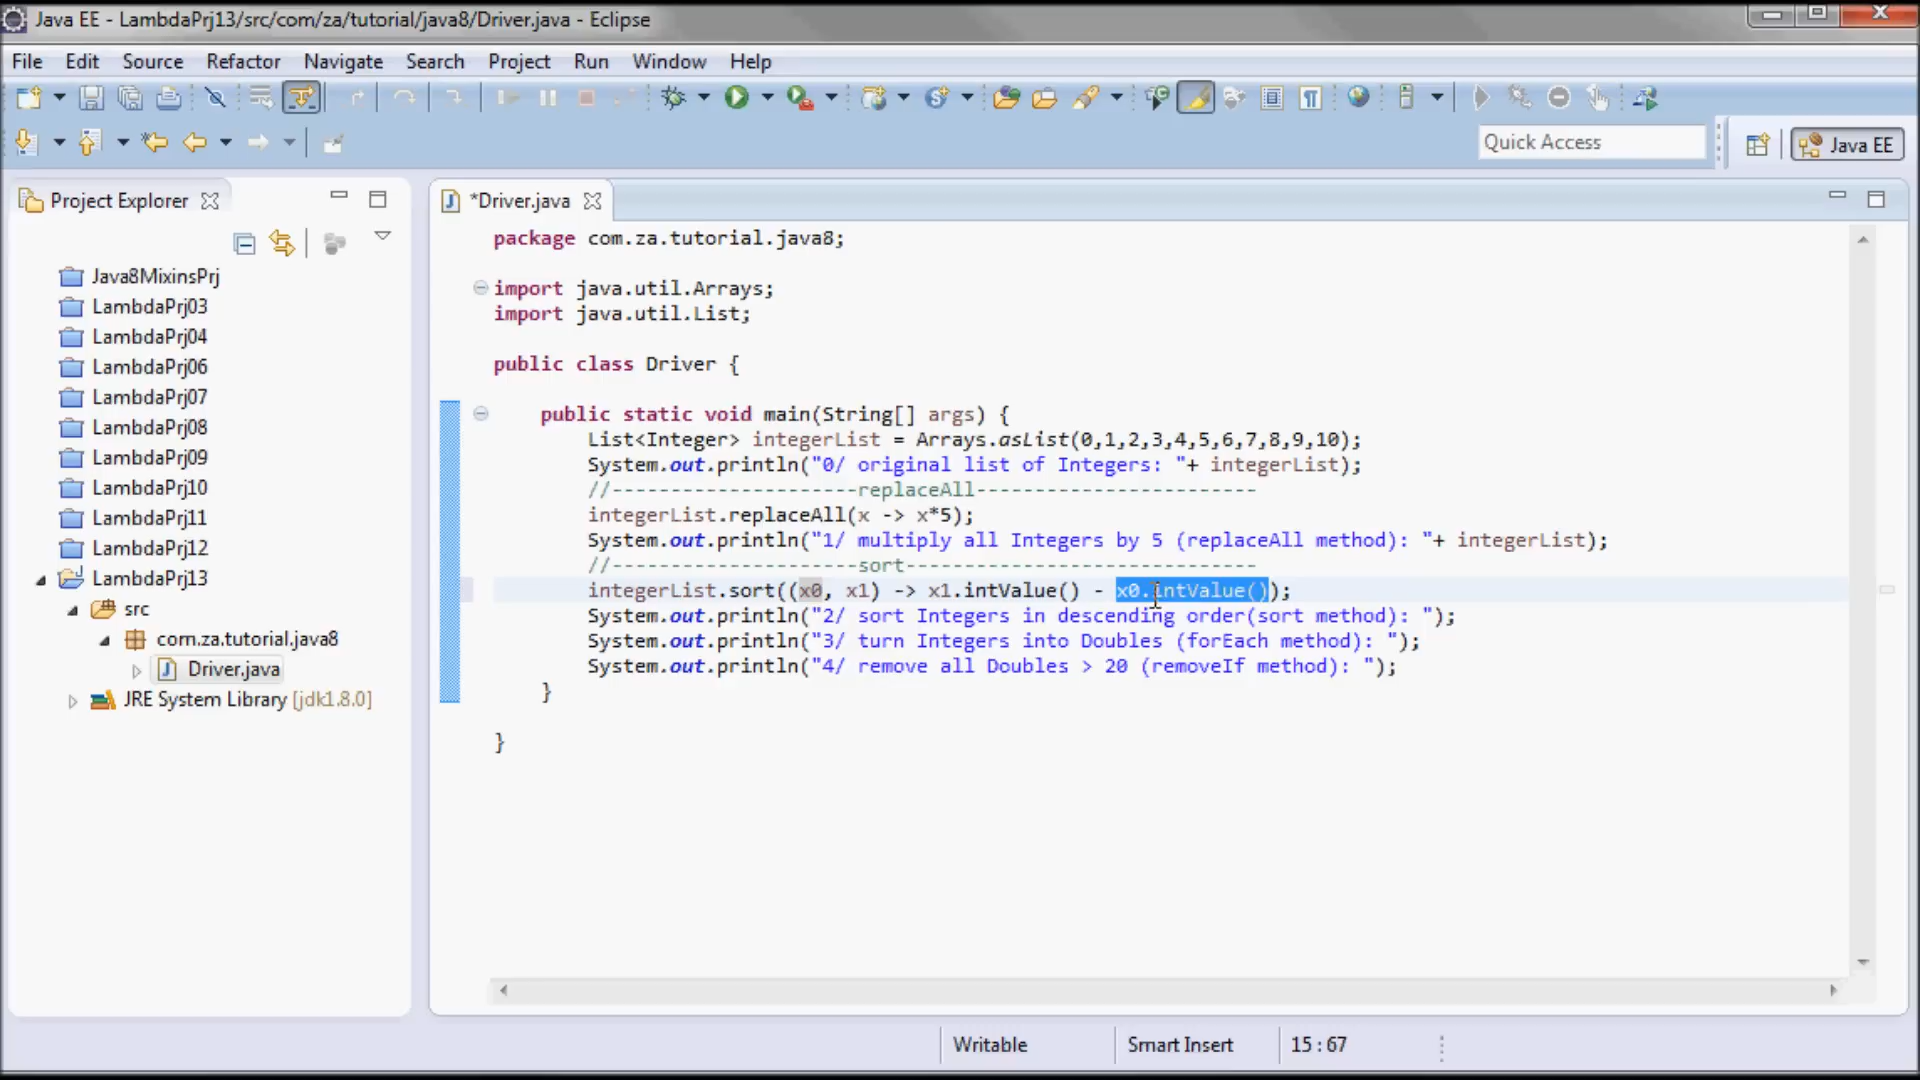 Java EE - LambdaPrj13/src/com/za/tutorial/java8/Driver.java - Eclipse
File Edit Source Refactor Navigate Search Project Run Window Help
Quick Access
Java EE
Project Explorer
*Driver.java
Java8MixinsPrj
LambdaPrj03
LambdaPrj04
LambdaPrj06
LambdaPrj07
LambdaPrj08
LambdaPrj09
LambdaPrj10
LambdaPrj11
LambdaPrj12
LambdaPrj13
src
com.za.tutorial.java8
Driver.java
JRE System Library [jdk1.8.0]
package com.za.tutorial.java8;
import java.util.Arrays;
import java.util.List;
public class Driver {
public static void main(String[] args) {
List<Integer> integerList = Arrays.asList(0,1,2,3,4,5,6,7,8,9,10);
System.out.println("0/ original list of Integers: "+ integerList);
//---------------------replaceAll------------------------
integerList.replaceAll(x -> x*5);
System.out.println("1/ multiply all Integers by 5 (replaceAll method): "+ integerList);
//---------------------sort------------------------------
integerList.sort((x0, x1) -> x1.intValue() - x0.intValue());
System.out.println("2/ sort Integers in descending order(sort method): ");
System.out.println("3/ turn Integers into Doubles (forEach method): ");
System.out.println("4/ remove all Doubles > 20 (removeIf method): ");
}
}
Writable
Smart Insert
15 : 67